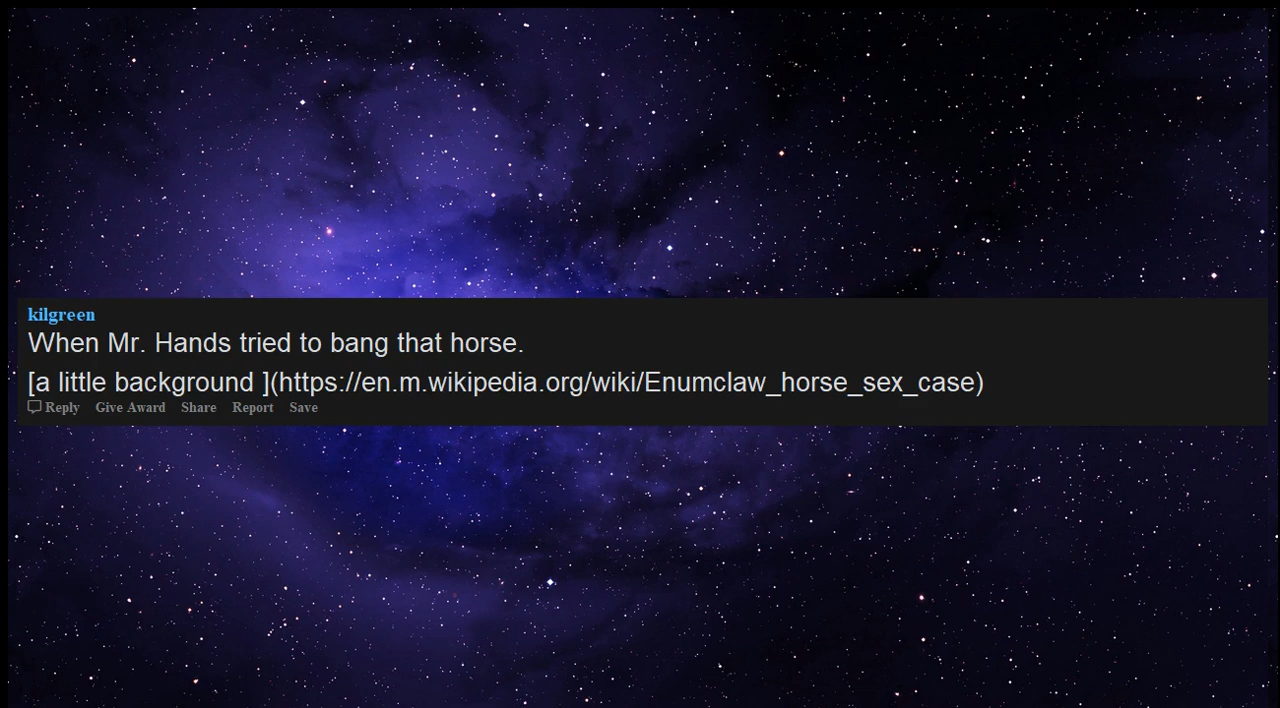 kilgreen
When Mr. Hands tried to bang that horse.
[a little background ](https://en.m.wikipedia.org/wiki/Enumclaw_horse_sex_case)
Reply Give Award Share Report Save